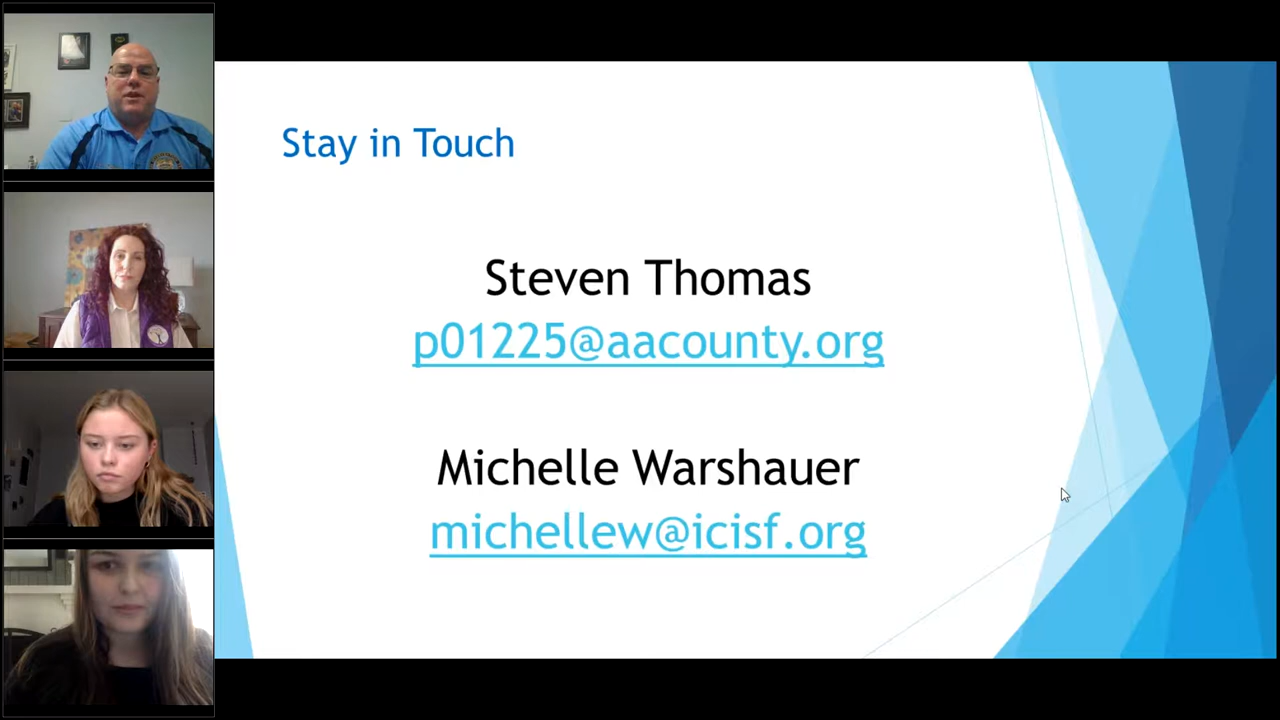 Stay in Touch
Steven Thomas
p01225@aacounty.org
Michelle Warshauer
michellew@icisf.org